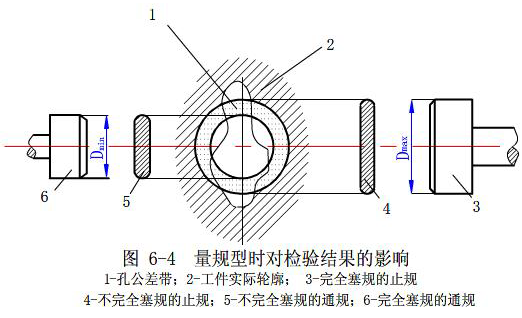 1
2
Dmin
Dmax
6
5
4
3
图 6-4 量规型时对检验结果的影响
1-孔公差带；2-工件实际轮廓； 3-完全塞规的止规
4-不完全塞规的止规；5-不完全塞规的通规；6-完全塞规的通规